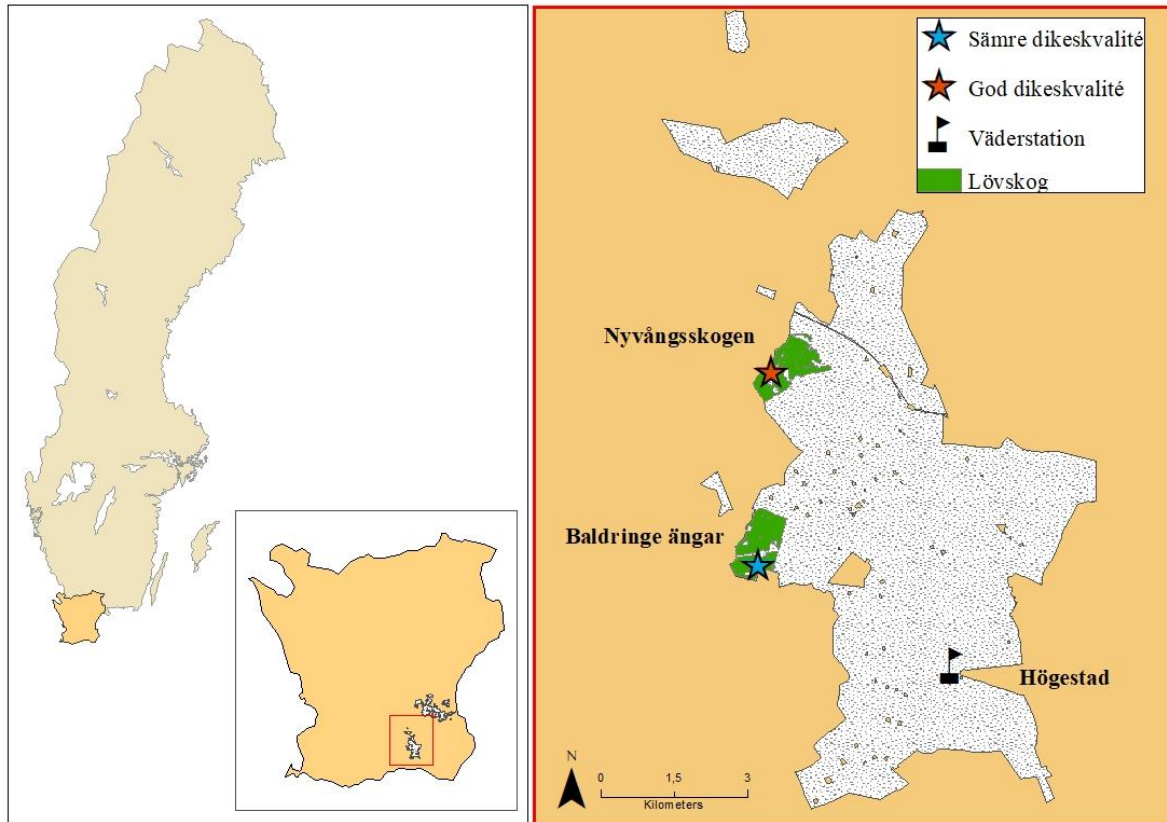 Sämre dikeskvalité
God dikeskvalité
Väderstation
Lövskog
Nyvångsskogen
Baldringe ängar
Högestad
N
0 1,5 3
Kilometers